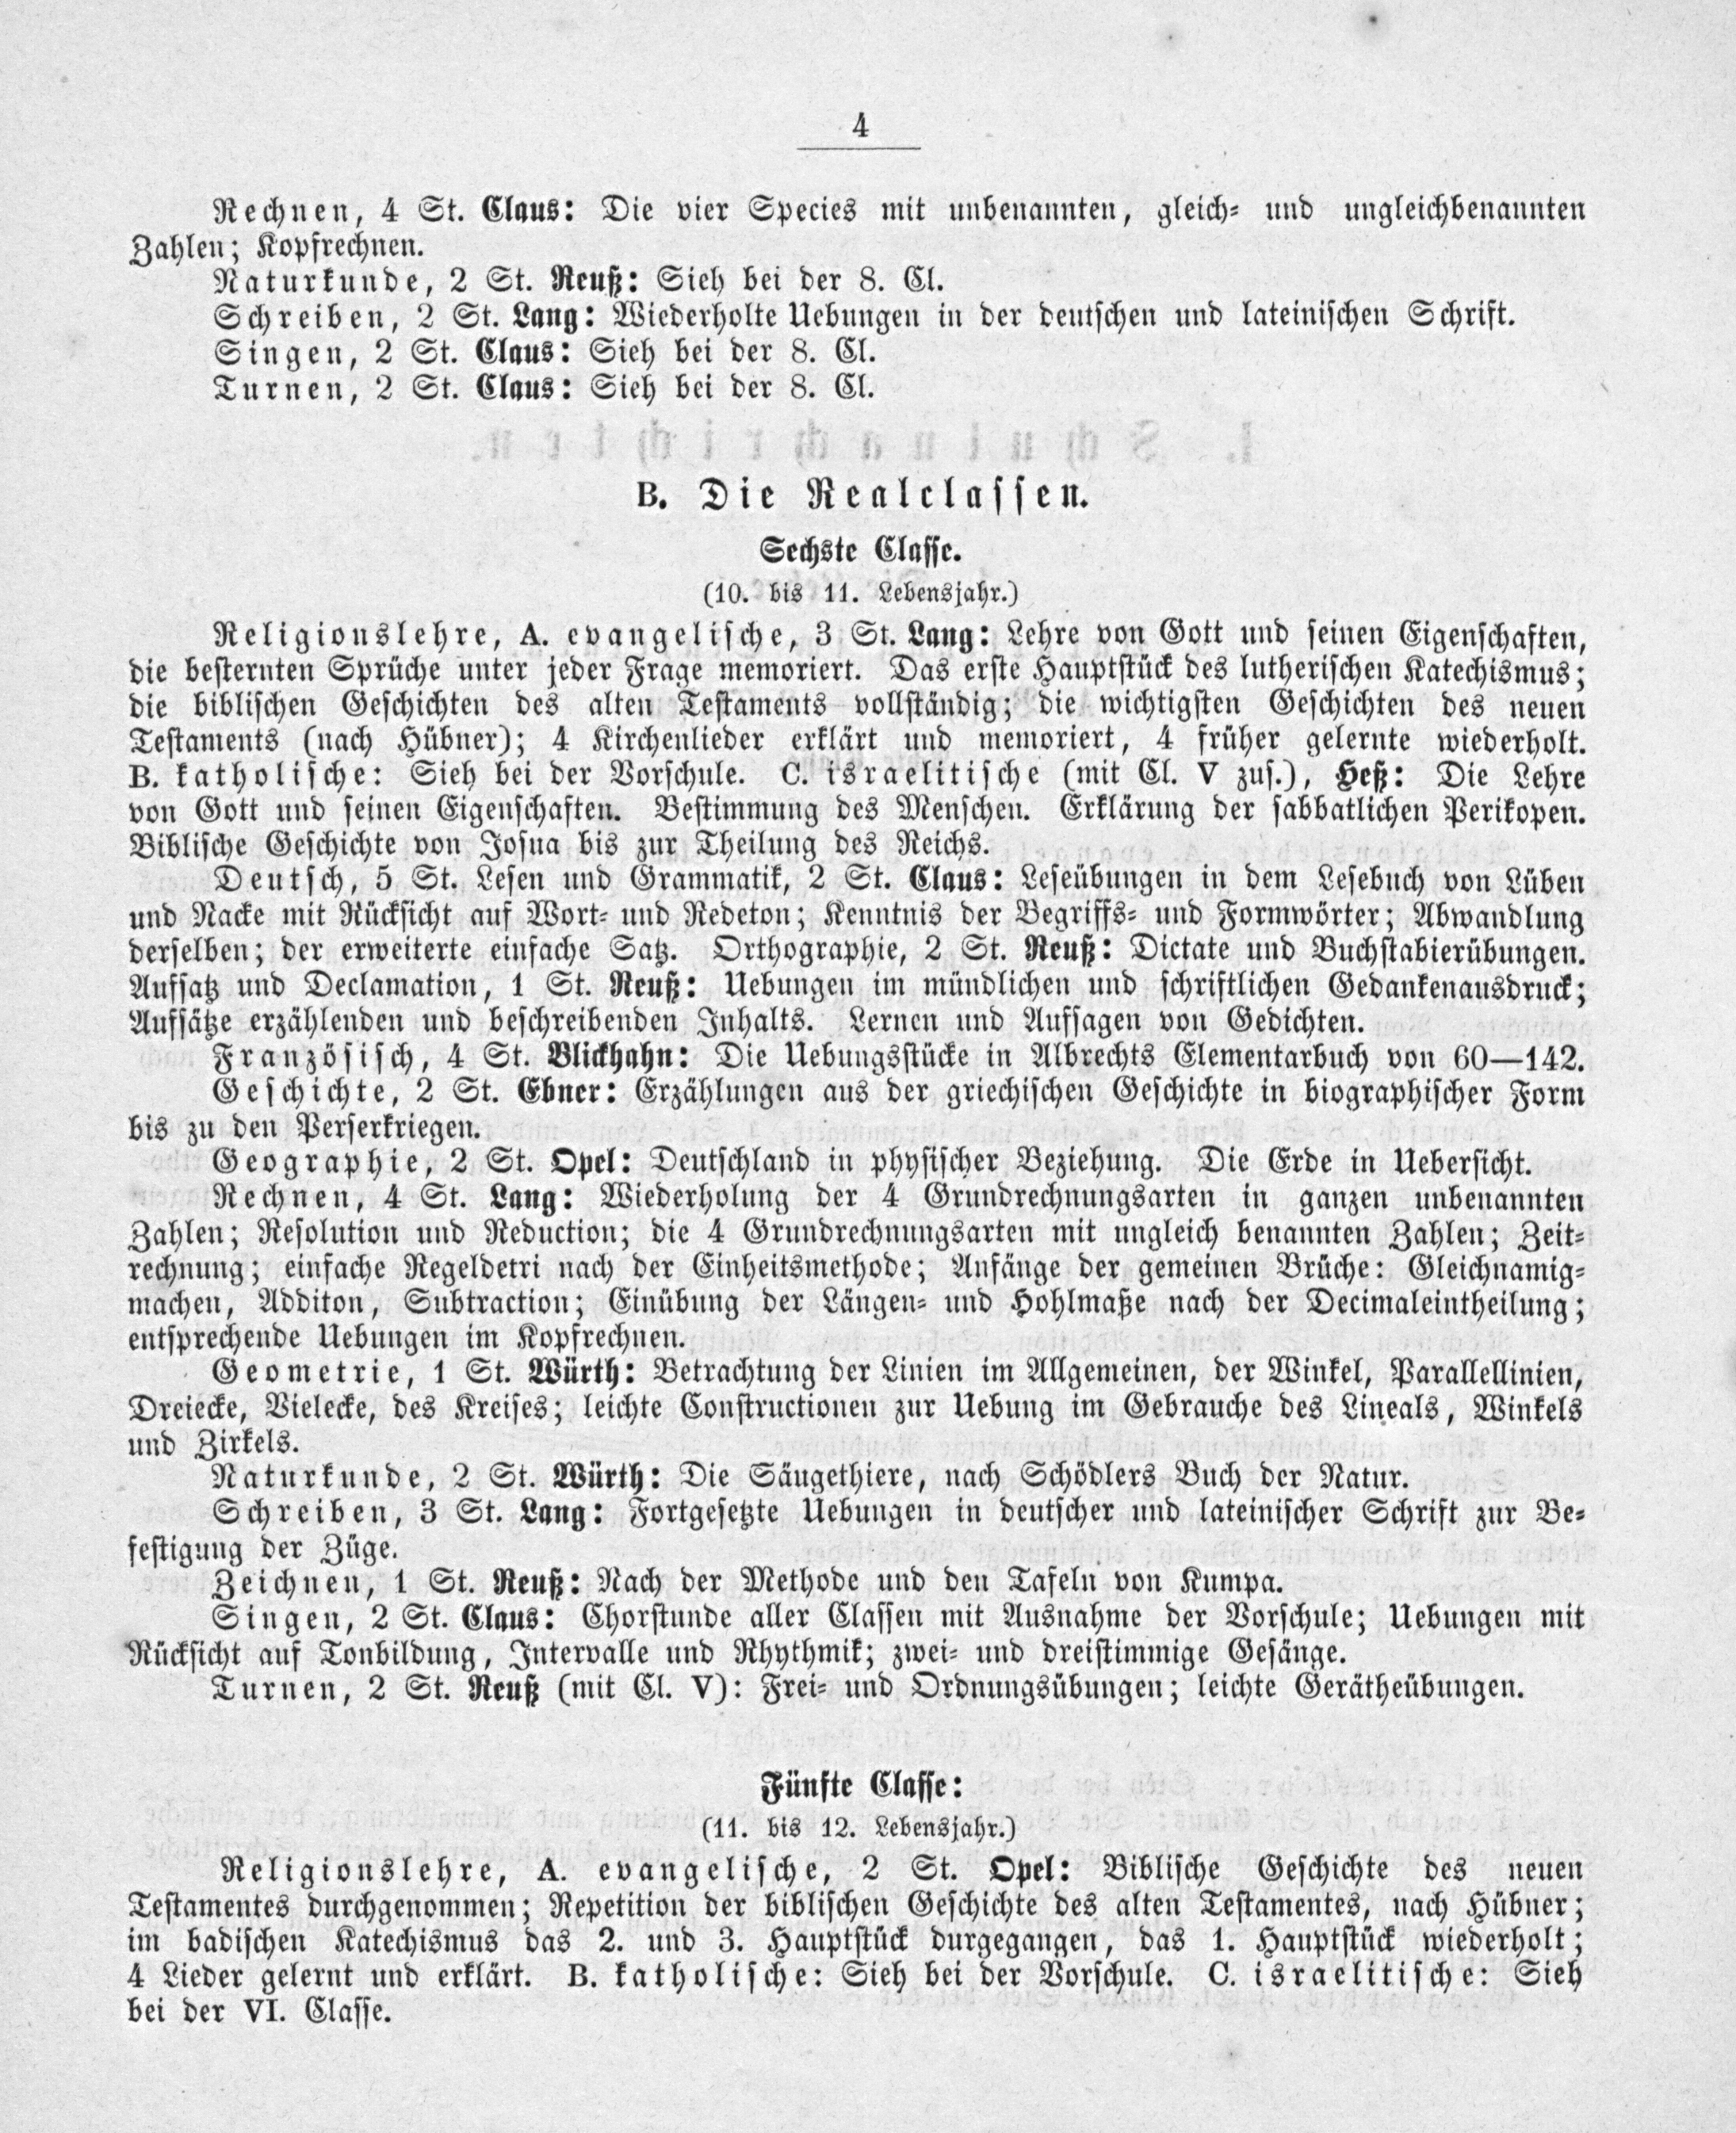 4
Rechnen, 4 St. Claus: Die vier Species mit unbenannten, gleich- und ungleichbenannten
Zahlen; Kopfrechnen.
Naturkunde, 2 St. Reuß: Sieh bei der 8. Cl.
Schreiben, 2 St. Lang: Wiederholte Uebungen in der deutschen und lateinischen Schrift.
Singen, 2 St. Claus: Sieh bei der 8. Cl.
Turnen, 2 St. Claus: Sieh bei der 8. Cl.
B. Die Realclassen.
Sechste Classe.
(10. bis 11. Lebensjahr.)
Religionslehre, A. evangelische, 3 St. Lang: Lehre von Gott und seinen Eigenschaften,
die besternten Sprüche unter jeder Frage memoriert. Das erste Hauptstück des lutherischen Katechismus;
die biblischen Geschichten des alten Testaments vollständig; die wichtigsten Geschichten des neuen
Testaments (nach Hübner); 4 Kirchenlieder erklärt und memoriert, 4 früher gelernte wiederholt.
B. katholische: Sieh bei der Vorschule. C. israelitische (mit Cl. V zus.), Heß: Die Lehre
von Gott und seinen Eigenschaften. Bestimmung des Menschen. Erklärung der sabbatlichen Perikopen.
Biblische Geschichte von Josua bis zur Theilung des Reichs.
Deutsch, 5 St. Lesen und Grammatik, 2 St. Claus: Leseübungen in dem Lesebuch von Lüben
und Nacke mit Rücksicht auf Wort- und Redeton; Kenntnis der Begriffs- und Formwörter; Abwandlung
derselben; der erweiterte einfache Satz. Orthographie, 2 St. Reuß: Dictate und Buchstabierübungen.
Aufsatz und Declamation, 1 St. Reuß: Uebungen im mündlichen und schriftlichen Gedankenausdruck;
Aufsätze erzählenden und beschreibenden Inhalts. Lernen und Aufsagen von Gedichten.
Französisch, 4 St. Blickhahn: Die Uebungsstücke in Albrechts Elementarbuch von 60—142.
Geschichte, 2 St. Ebner: Erzählungen aus der griechischen Geschichte in biographischer Form
bis zu den Perserkriegen.
Geographie, 2 St. Opel: Deutschland in physischer Beziehung. Die Erde in Uebersicht.
Rechnen, 4 St. Lang: Wiederholung der 4 Grundrechnungsarten in ganzen unbenannten
Zahlen; Resolution und Reduction; die 4 Grundrechnungsarten mit ungleich benannten Zahlen; Zeit-
rechnung; einfache Regeldetri nach der Einheitsmethode; Anfänge der gemeinen Brüche: Gleichnamig-
machen, Additon, Subtraction; Einübung der Längen- und Hohlmaße nach der Decimaleintheilung;
entsprechende Uebungen im Kopfrechnen.
Geometrie, 1 St. Würth: Betrachtung der Linien im Allgemeinen, der Winkel, Parallellinien,
Dreiecke, Vielecke, des Kreises; leichte Constructionen zur Uebung im Gebrauche des Lineals, Winkels
und Zirkels.
Naturkunde, 2 St. Würth: Die Säugethiere, nach Schödlers Buch der Natur.
Schreiben, 3 St. Lang: Fortgesetzte Uebungen in deutscher und lateinischer Schrift zur Be-
festigung der Züge.
Zeichnen, 1 St. Reuß: Nach der Methode und den Tafeln von Kumpa.
Singen, 2 St. Claus: Chorstunde aller Classen mit Ausnahme der Vorschule; Uebungen mit
Rücksicht auf Tonbildung, Intervalle und Rhythmik; zwei- und dreistimmige Gesänge.
Turnen, 2 St. Reuß (mit Cl. V): Frei- und Ordnungsübungen; leichte Gerätheübungen.
Fünfte Classe:
(11. bis 12. Lebensjahr.)
Religionslehre, A. evangelische, 2 St. Opel: Biblische Geschichte des neuen
Testamentes durchgenommen; Repetition der biblischen Geschichte des alten Testamentes, nach Hübner;
im badischen Katechismus das 2. und 3. Hauptstück durgegangen, das 1. Hauptstück wiederholt;
4 Lieder gelernt und erklärt. B. katholische: Sieh bei der Vorschule. C. israelitische: Sieh
bei der VI. Classe.